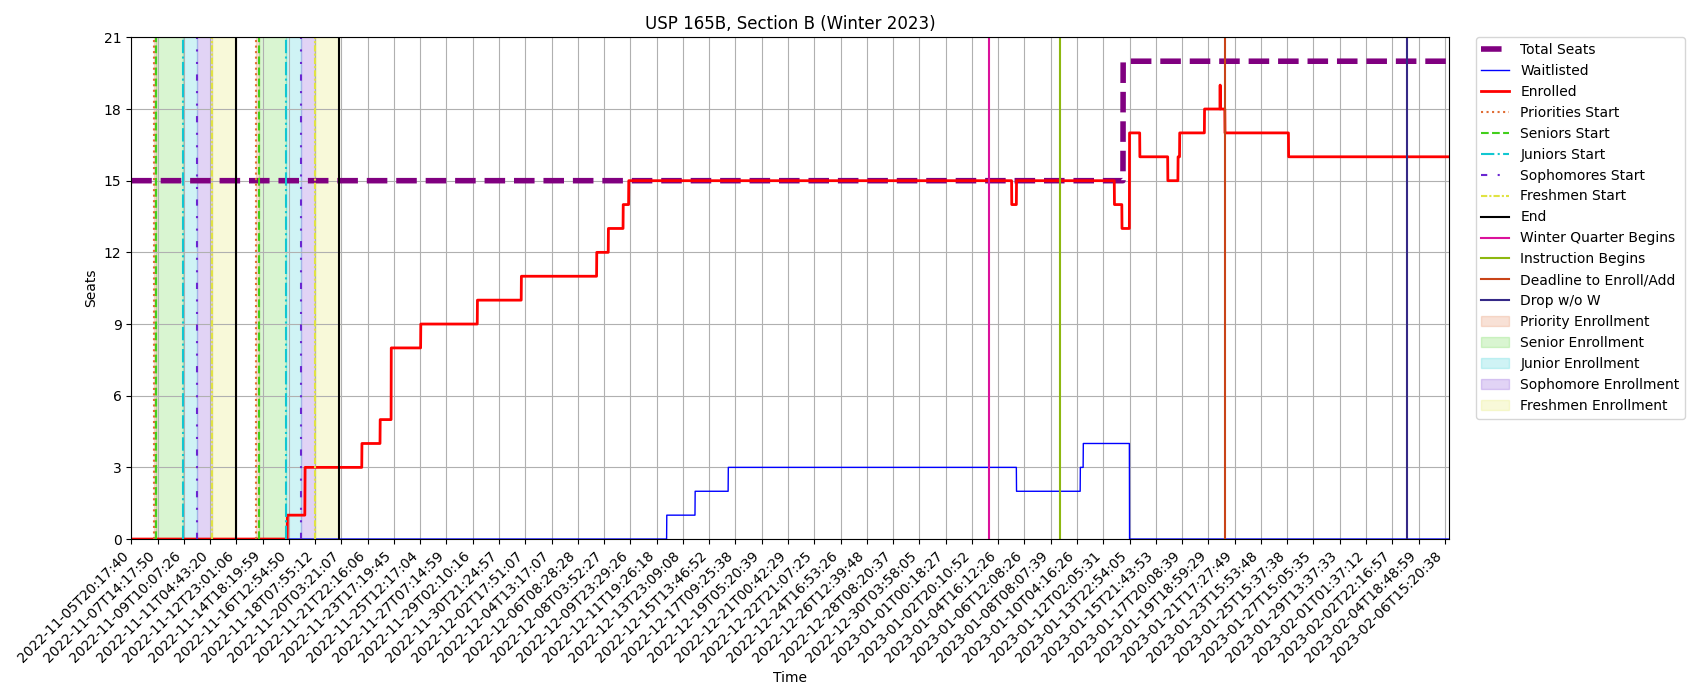 USP 165B, Section B (Winter 2023)
21
18
15
12
9
6
3
0
Seats
2022-11-05T20:17:40
2022-11-07T14:17:50
2022-11-09T10:07:26
2022-11-11T04:43:20
2022-11-12T23:01:06
2022-11-14T18:19:59
2022-11-16T12:54:50
2022-11-18T07:55:12
2022-11-20T03:21:07
2022-11-21T22:16:09
2022-11-23T17:19:45
2022-11-25T12:17:04
2022-11-27T07:14:59
2022-11-29T02:10:16
2022-11-30T21:24:57
2022-12-02T17:51:07
2022-12-04T13:17:07
2022-12-06T08:28:28
2022-12-08T03:52:27
2022-12-09T23:29:26
2022-12-11T19:26:18
2022-12-13T23:09:08
2022-12-15T13:46:52
2022-12-17T09:25:38
2022-12-19T05:20:39
2022-12-21T00:42:29
2022-12-22T21:07:25
2022-12-24T16:53:26
2022-12-26T12:39:48
2022-12-28T08:20:37
2022-12-30T03:58:05
2023-01-01T00:18:27
2023-01-02T20:10:52
2023-01-04T16:12:26
2023-01-06T12:08:26
2023-01-08T08:07:39
2023-01-10T04:16:26
2023-01-12T02:05:31
2023-01-13T22:54:05
2023-01-15T21:43:53
2023-01-17T20:08:39
2023-01-19T18:59:29
2023-01-21T17:27:49
2023-01-23T15:53:48
2023-01-25T15:37:38
2023-01-27T15:05:35
2023-01-29T13:37:33
2023-02-01T01:37:12
2023-02-02T22:16:57
2023-02-04T18:48:59
2023-02-06T15:20:38
Time
Total Seats
Waitlisted
Enrolled
Priorities Start
Seniors Start
Juniors Start
Sophomores Start
Freshmen Start
End
Winter Quarter Begins
Instruction Begins
Deadline to Enroll/Add
Drop w/o W
Priority Enrollment
Senior Enrollment
Junior Enrollment
Sophomore Enrollment
Freshmen Enrollment